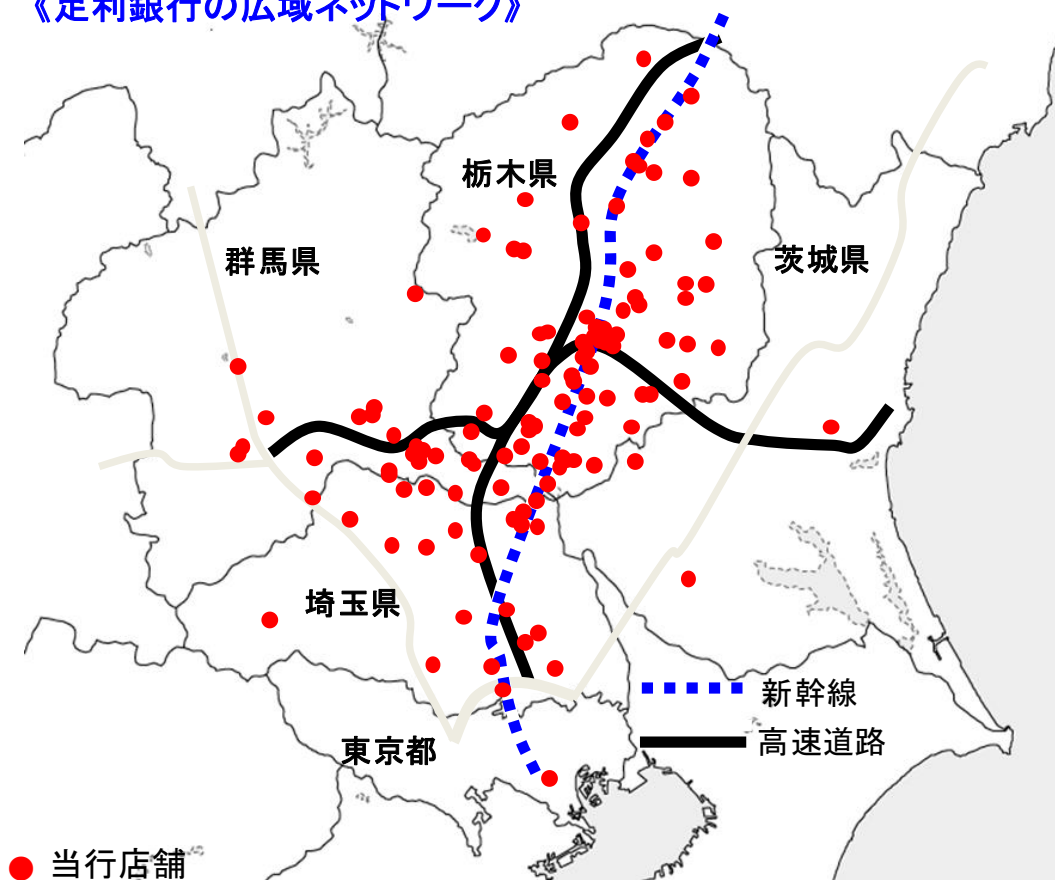 《足利銀行の広域ネットワーク》
栃木県
群馬県
茨城県
埼玉県
新幹線
高速道路
東京都
当行店舗